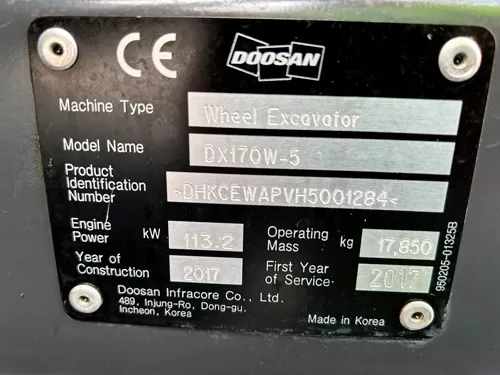 CE DOOSAN
Machine Type Wheel Excavator
Model Name DX170W-5
Product
Identification
Number >DHKCEWAPVH5001284<
Engine
Power kW 113.2 Operating
Mass kg 17,850
Year of
Construction 2017 First Year
of Service 2017
Doosan Infracore Co., Ltd.
489, Injung-Ro, Dong-gu.
Incheon, Korea
Made in Korea
950205-01325B